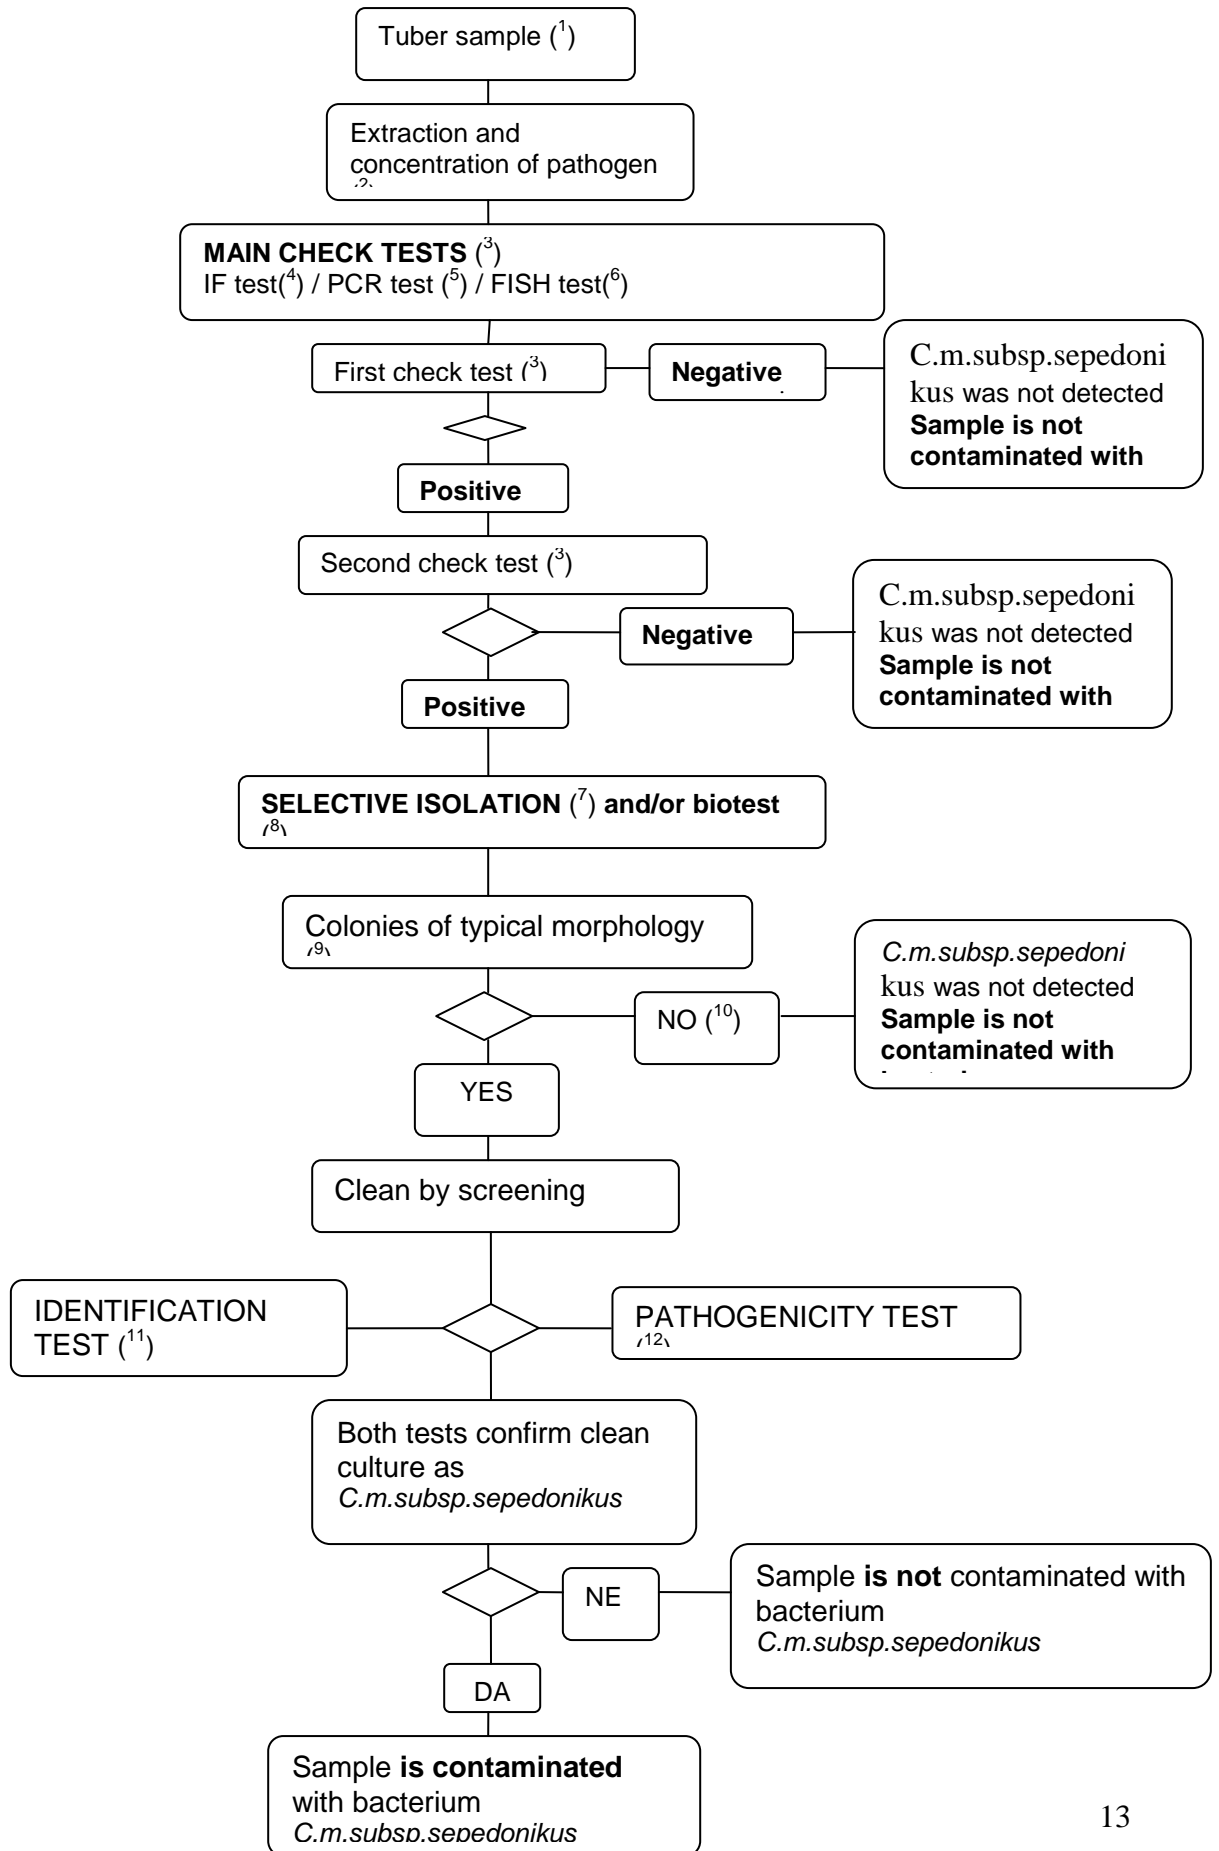 Tuber sample (1)
Extraction and
concentration of pathogen
(2)
MAIN CHECK TESTS (3)
IF test(4) / PCR test (5) / FISH test(6)
First check test (3)
Negative
C.m.subsp.sepedoni
kus was not detected
Sample is not
contaminated with
Positive
Second check test (3)
Negative
C.m.subsp.sepedoni
kus was not detected
Sample is not
contaminated with
Positive
SELECTIVE ISOLATION (7) and/or biotest
(8)
Colonies of typical morphology
(9)
NO (10)
C.m.subsp.sepedoni
kus was not detected
Sample is not
contaminated with
YES
Clean by screening
IDENTIFICATION
TEST (11)
PATHOGENICITY TEST
(12)
Both tests confirm clean
culture as
C.m.subsp.sepedonikus
NE
Sample is not contaminated with
bacterium
C.m.subsp.sepedonikus
DA
Sample is contaminated
with bacterium
C.m.subsp.sepedonikus
13